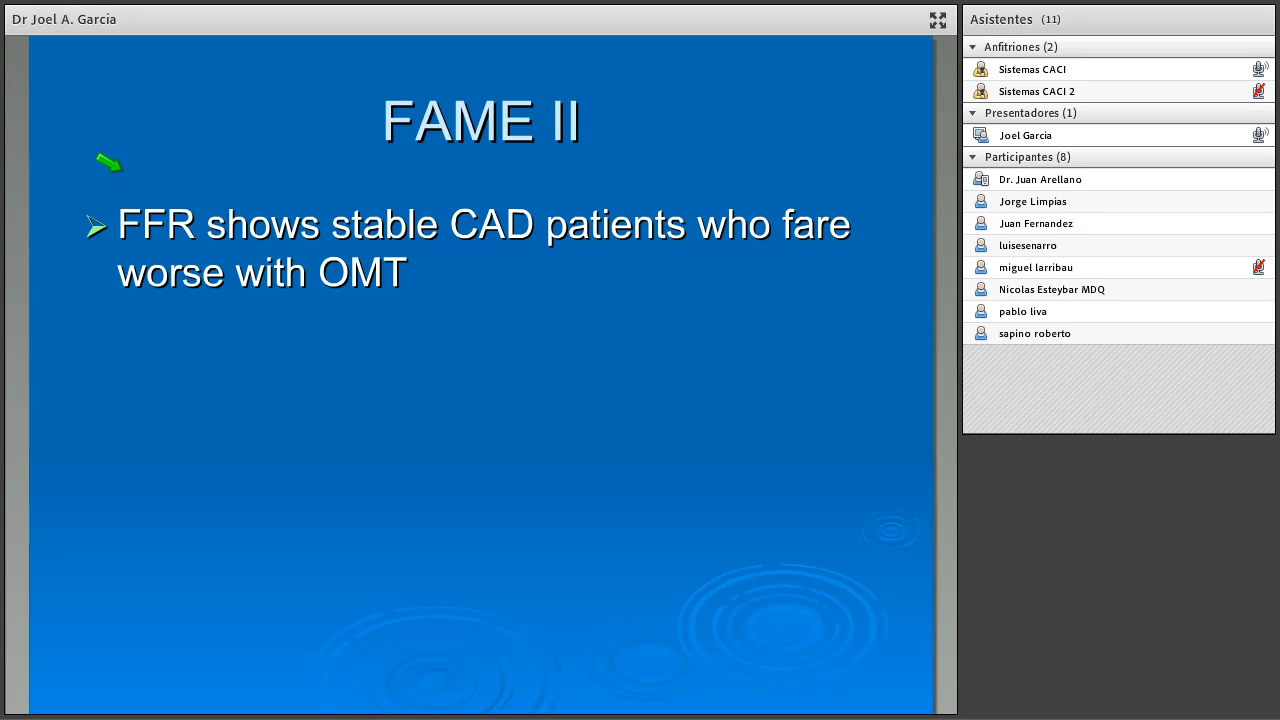 Dr Joel A. Garcia
FAME II
FFR shows stable CAD patients who fare
worse with OMT
Asistentes (11)
Anfitriones (2)
Sistemas CACI
Sistemas CACI 2
Presentadores (1)
Joel Garcia
Participantes (8)
Dr. Juan Arellano
Jorge Limpias
Juan Fernandez
luisesenarro
miguel larribau
Nicolas Esteybar MDQ
pablo liva
sapino roberto